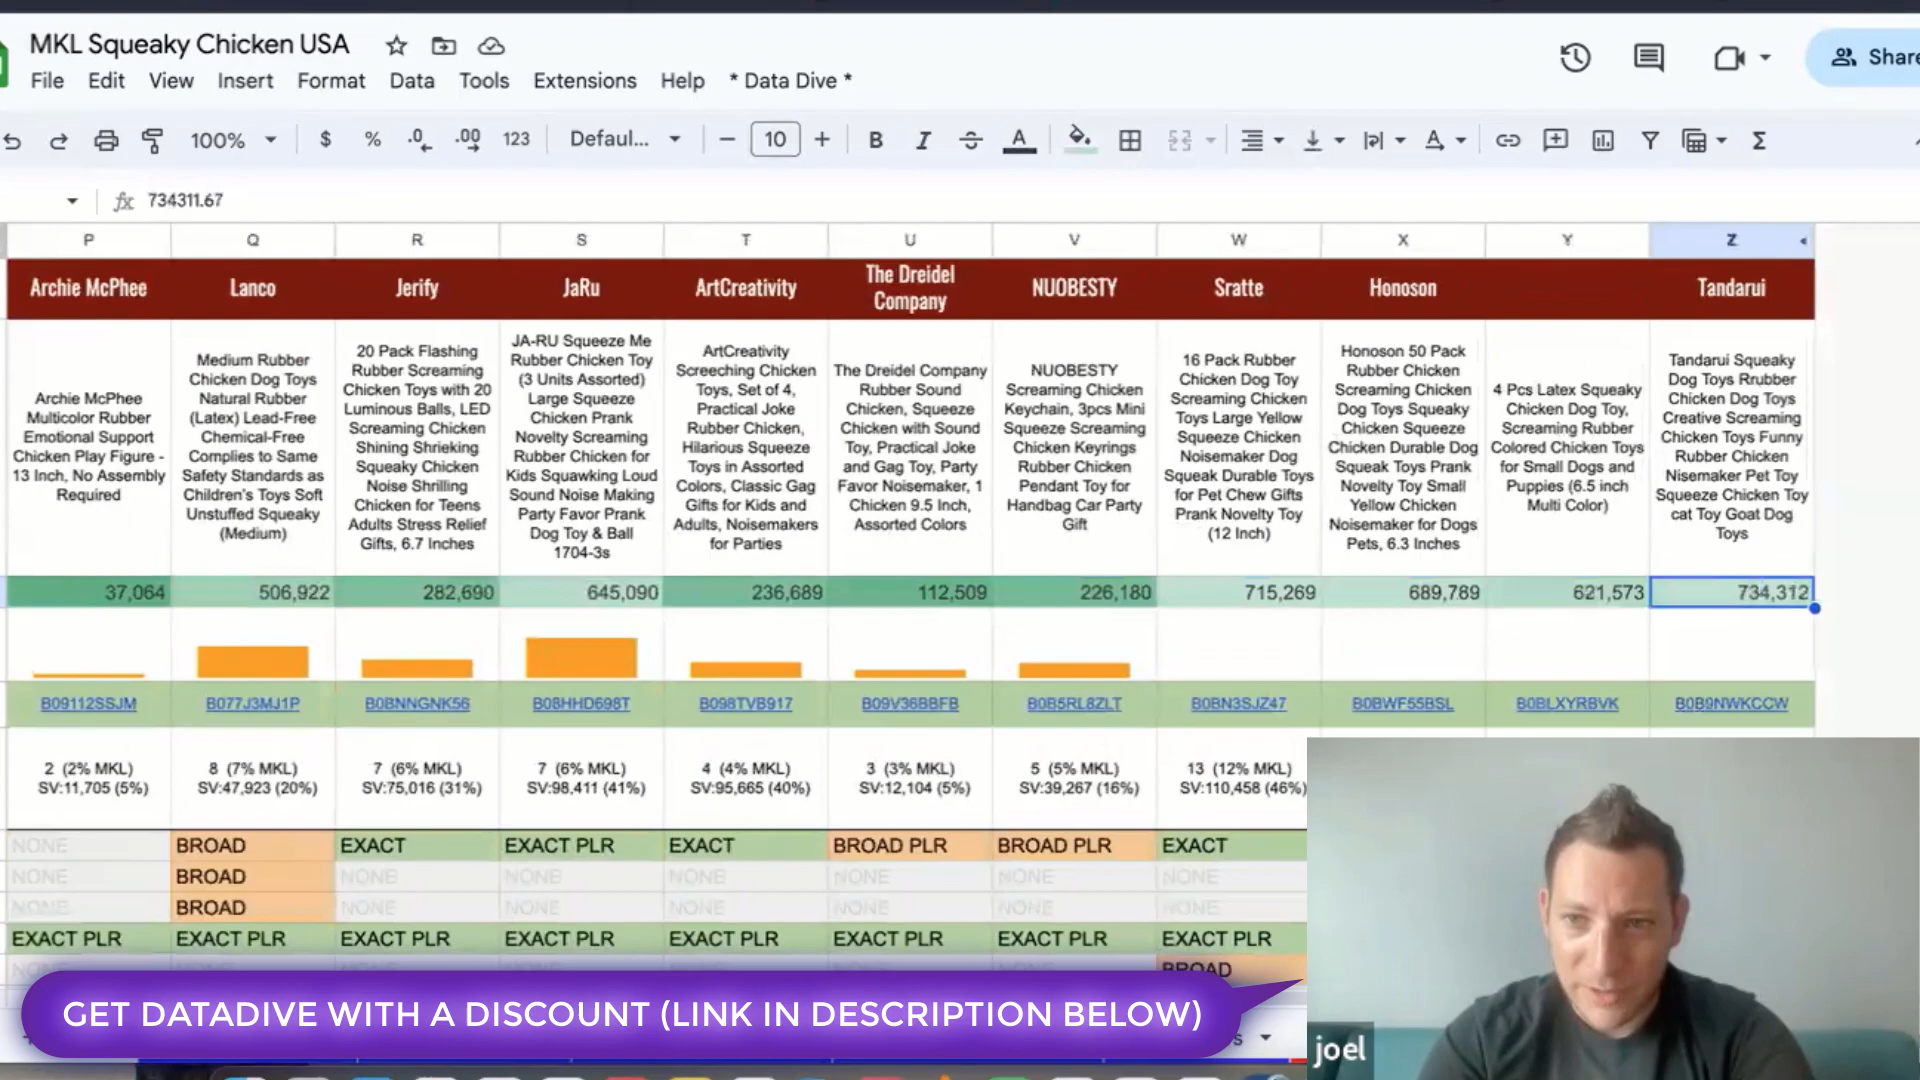 MKL Squeaky Chicken USA
File Edit View Insert Format Data Tools Extensions Help * Data Dive *
Share
100% $ % .0 .00 123 Defaul... 10 B I A
fx 734311.67
P Q R S T U V W X Y Z
Archie McPhee
Lanco
Jerify
JaRu
ArtCreativity
The Dreidel
Company
NUOBESTY
Sratte
Honoson
Tandarui
Archie McPhee
Multicolor Rubber
Emotional Support
Chicken Play Figure -
13 Inch, No Assembly
Required
Medium Rubber
Chicken Dog Toys
Natural Rubber
(Latex) Lead-Free
Chemical-Free
Complies to Same
Safety Standards as
Children's Toys Soft
Unstuffed Squeaky
(Medium)
20 Pack Flashing
Rubber Screaming
Chicken Toys with 20
Luminous Balls, LED
Screaming Chicken
Shining Shrieking
Squeaky Chicken
Noise Shrilling
Chicken for Teens
Adults Stress Relief
Gifts, 6.7 Inches
JA-RU Squeeze Me
Rubber Chicken Toy
(3 Units Assorted)
Large Squeeze
Chicken Prank
Novelty Screaming
Rubber Chicken for
Kids Squawking Loud
Sound Noise Making
Party Favor Prank
Dog Toy & Ball
1704-3s
ArtCreativity
Screeching Chicken
Toys, Set of 4,
Practical Joke
Rubber Chicken,
Hilarious Squeeze
Toys in Assorted
Colors, Classic Gag
Gifts for Kids and
Adults, Noisemakers
for Parties
The Dreidel Company
Rubber Sound
Chicken, Squeeze
Chicken with Sound
Toy, Practical Joke
and Gag Toy, Party
Favor Noisemaker, 1
Chicken 9.5 Inch,
Assorted Colors
NUOBESTY
Screaming Chicken
Keychain, 3pcs Mini
Squeeze Screaming
Chicken Keyrings
Rubber Chicken
Pendant Toy for
Handbag Car Party
Gift
16 Pack Rubber
Chicken Dog Toy
Screaming Chicken
Toys Large Yellow
Squeeze Chicken
Noisemaker Dog
Squeak Durable Toys
for Pet Chew Gifts
Prank Novelty Toy
(12 Inch)
Honoson 50 Pack
Rubber Chicken
Screaming Chicken
Dog Toys Squeaky
Chicken Squeeze
Chicken Durable Dog
Squeak Toys Prank
Novelty Toy Small
Yellow Chicken
Noisemaker for Dogs
Pets, 6.3 Inches
4 Pcs Latex Squeaky
Chicken Dog Toy,
Screaming Rubber
Colored Chicken Toys
for Small Dogs and
Puppies (6.5 inch
Multi Color)
Tandarui Squeaky
Dog Toys Rrubber
Chicken Dog Toys
Creative Screaming
Chicken Toys Funny
Rubber Chicken
Nisemaker Pet Toy
Squeeze Chicken Toy
cat Toy Goat Dog
Toys
37,064 506,922 282,690 645,090 236,689 112,509 226,180 715,269 689,789 621,573 734,312
B09112SSJM B077J3MJ1P B0BNNGNK56 B08HHD698T B098TVB917 B09V36BBFB B0B5RL8ZLT B0BN3SJZ47 B0BWF55BSL B0BLXYRBVK B0B9NWKCCW
2 (2% MKL) 8 (7% MKL) 7 (6% MKL) 7 (6% MKL) 4 (4% MKL) 3 (3% MKL) 5 (5% MKL) 13 (12% MKL)
SV:11,705 (5%) SV:47,923 (20%) SV:75,016 (31%) SV:98,411 (41%) SV:95,665 (40%) SV:12,104 (5%) SV:39,267 (16%) SV:110,458 (46%)
NONE BROAD EXACT EXACT PLR EXACT BROAD PLR BROAD PLR EXACT
NONE BROAD NONE NONE NONE NONE NONE NONE
NONE BROAD NONE NONE NONE NONE NONE NONE
EXACT PLR EXACT PLR EXACT PLR EXACT PLR EXACT PLR EXACT PLR EXACT PLR EXACT PLR
BROAD
GET DATADIVE WITH A DISCOUNT (LINK IN DESCRIPTION BELOW)
joel